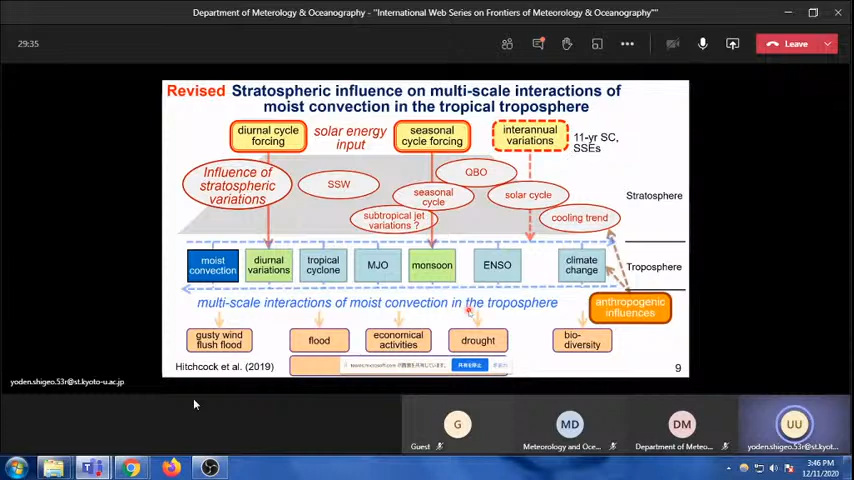 Department of Meterology & Oceanography - "International Web Series on Frontiers of Meteorology & Oceanography"
29:35
Leave
Revised Stratospheric influence on multi-scale interactions of
moist convection in the tropical troposphere
diurnal cycle
forcing
solar energy
input
seasonal
cycle forcing
interannual
variations
11-yr SC,
SSEs
Influence of
stratospheric
variations
SSW
QBO
seasonal
cycle
solar cycle
subtropical jet
variations ?
cooling trend
Stratosphere
moist
convection
diurnal
variations
tropical
cyclone
MJO
monsoon
ENSO
climate
change
Troposphere
multi-scale interactions of moist convection in the troposphere
anthropogenic
influences
gusty wind
flush flood
flood
economical
activities
drought
bio-
diversity
Hitchcock et al. (2019)
共有を停止
9
yoden.shigeo.53r@st.kyoto-u.ac.jp
G
MD
DM
UU
Guest
Meteorology and Oce...
Department of Meteo...
yoden.shigeo.53r@st.kyot...
3:46 PM
12/11/2020